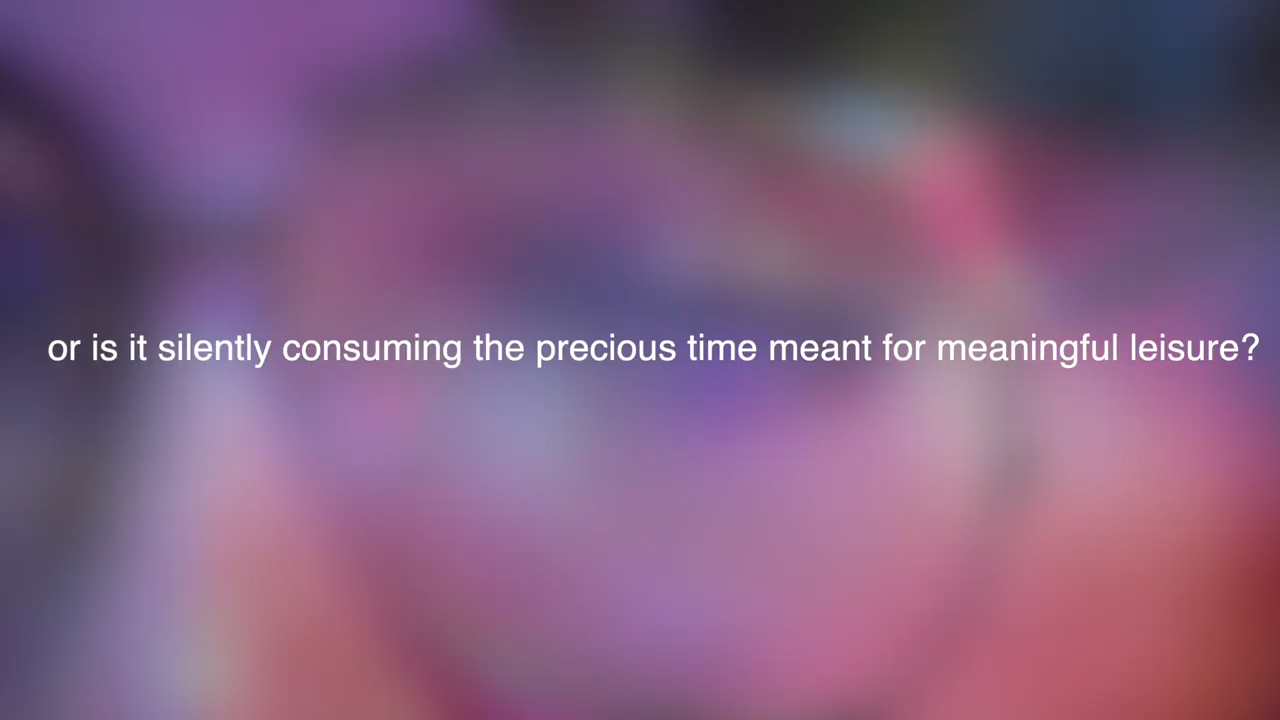 or is it silently consuming the precious time meant for meaningful leisure?